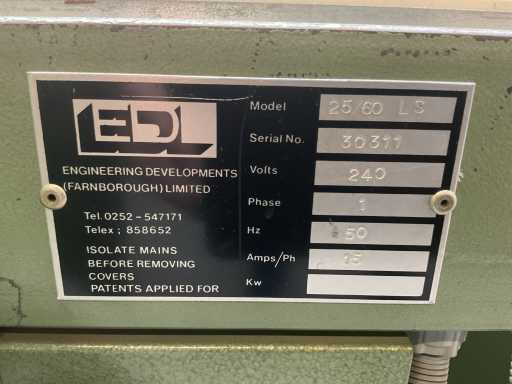 EDL
ENGINEERING DEVELOPMENTS
(FARNBOROUGH) LIMITED
Tel. 0252-547171
Telex ; 858652
ISOLATE MAINS
BEFORE REMOVING
COVERS
PATENTS APPLIED FOR
Model 25/60 LS
Serial No. 30311
Volts 240
Phase 1
Hz 50
Amps/Ph 15
Kw